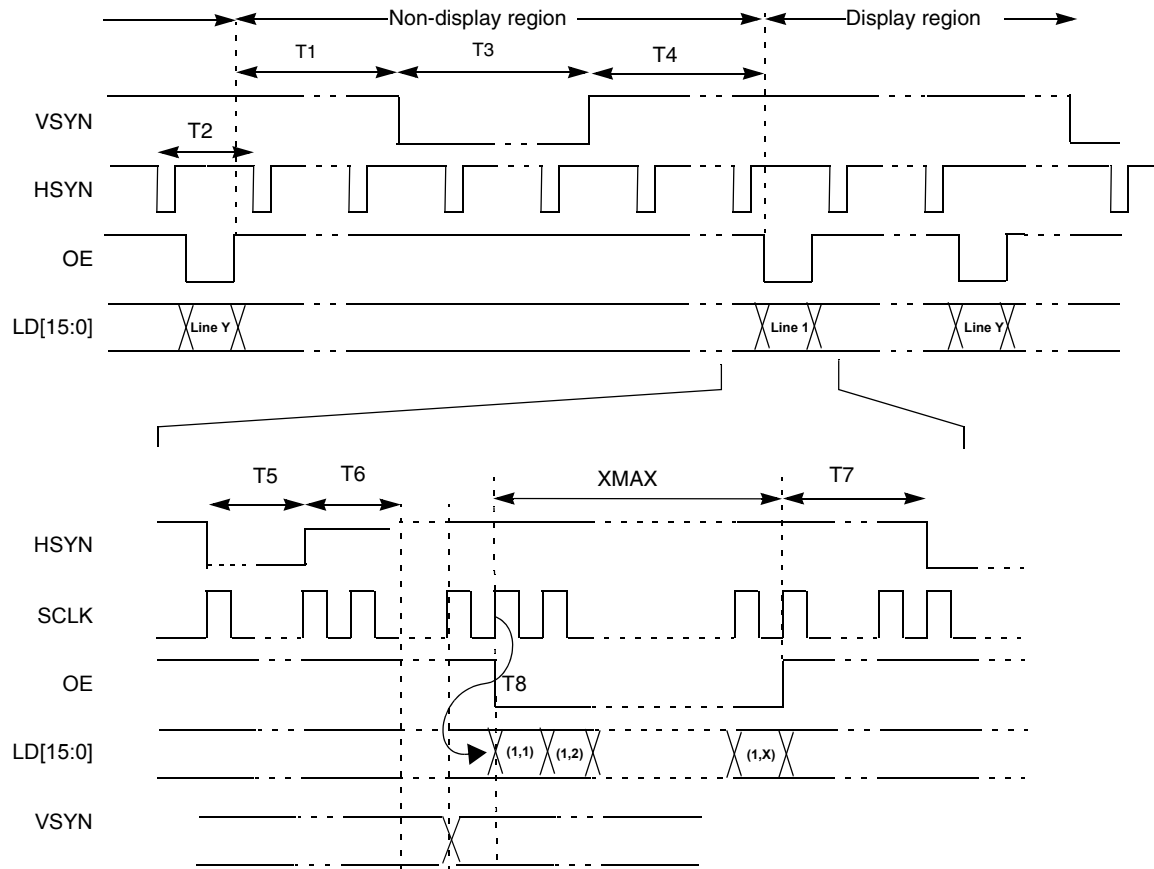 Non-display region Display region
T1 T3 T4
VSYN
T2
HSYN
OE
LD[15:0] Line Y Line 1 Line Y
T5 T6 XMAX T7
HSYN
SCLK
OE T8
LD[15:0] (1,1) (1,2) (1,X)
VSYN